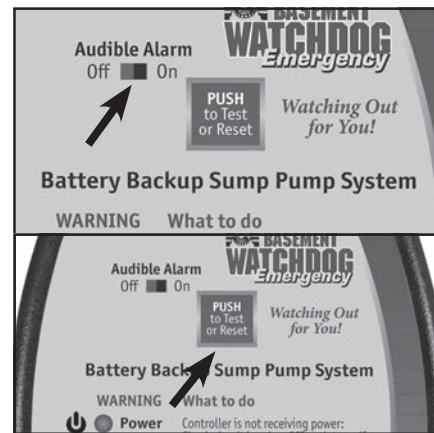 BASEMENT
WATCHDOG
Emergency
Audible Alarm
Off On
PUSH
to Test
or Reset
Watching Out
for You!
Battery Backup Sump Pump System
WARNING What to do
BASEMENT
WATCHDOG
Emergency
Audible Alarm
Off On
PUSH
to Test
or Reset
Watching Out
for You!
Battery Backup Sump Pump System
WARNING What to do
Power Controller is not receiving power: